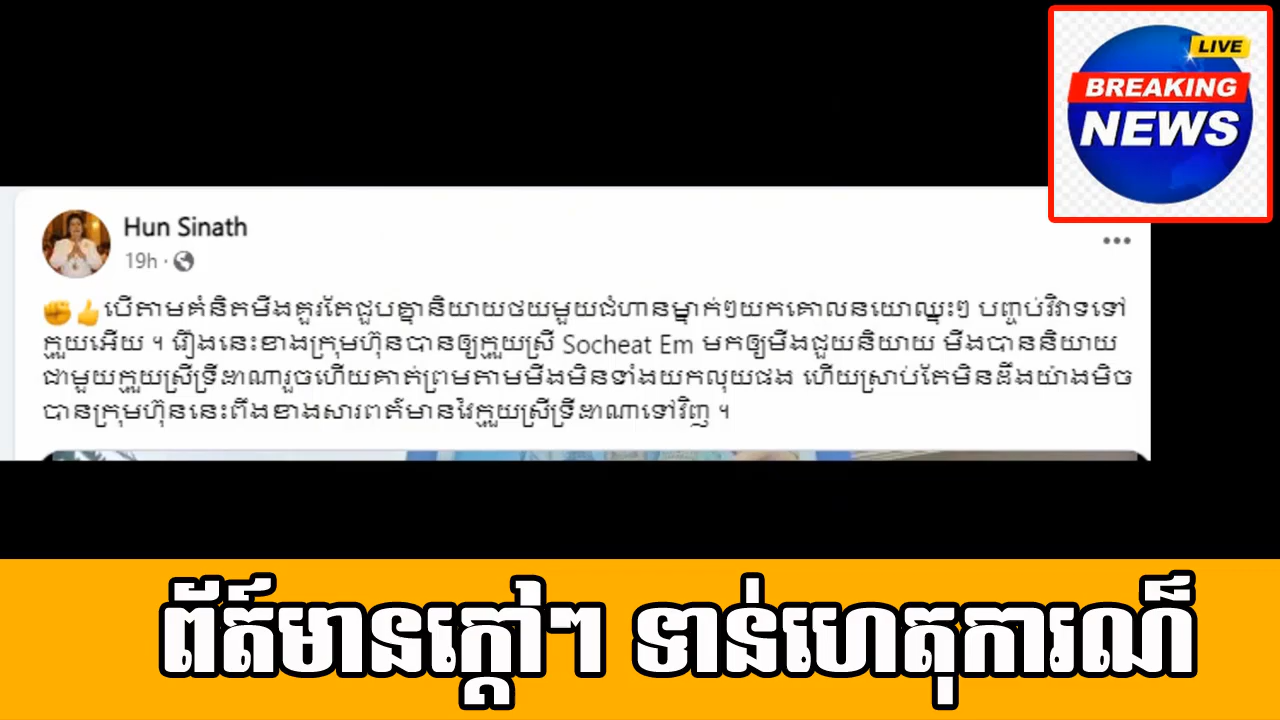 LIVE
BREAKING
NEWS
Hun Sinath
19h ·
បើតាមគំនិតមីងគួរតែជួបគ្នានិយាយថយមួយជំហានម្នាក់ៗយកគោលនយោឈ្នះៗ បញ្ចប់វិវាទទៅ
ក្មួយអើយ ។ រឿងនេះខាងក្រុមហ៊ុនបានឲ្យក្មួយស្រី Socheat Em មកឲ្យមីងជួយនិយាយ មីងបាននិយាយ
ជាមួយក្មួយស្រីទ្រីដាណារួចហើយគាត់ព្រមតាមមីងមិនទាំងយកលុយផង ហើយស្រាប់តែមិនដឹងយ៉ាងមិច
បានក្រុមហ៊ុននេះពឹងខាងសារពត៍មានវៃក្មួយស្រីទ្រីដាណាទៅវិញ ។
ព័ត៍មានក្តៅៗ ទាន់ហេតុការណ៍